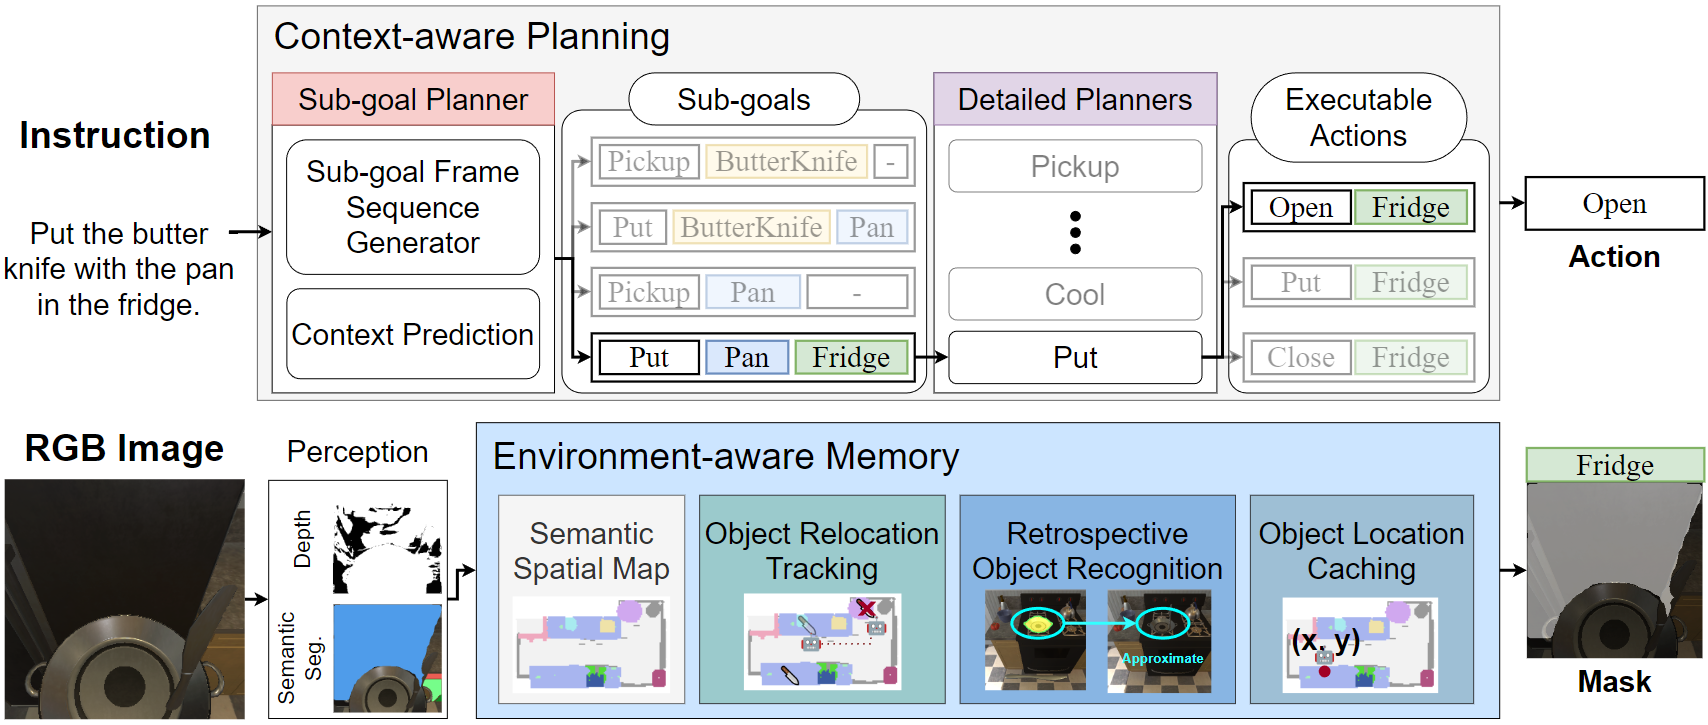 Context-aware Planning
Instruction
Put the butter
knife with the pan
in the fridge.
Sub-goal Planner
Sub-goal Frame
Sequence
Generator
Context Prediction
Sub-goals
Pickup ButterKnife -
Put ButterKnife Pan
Pickup Pan -
Put Pan Fridge
Detailed Planners
Pickup
Cool
Put
Executable
Actions
Open Fridge
Put Fridge
Close Fridge
Open
Action
RGB Image
Perception
Depth
Semantic
Seg.
Environment-aware Memory
Semantic
Spatial Map
Object Relocation
Tracking
Retrospective
Object Recognition
Approximate
Object Location
Caching
(x, y)
Fridge
Mask